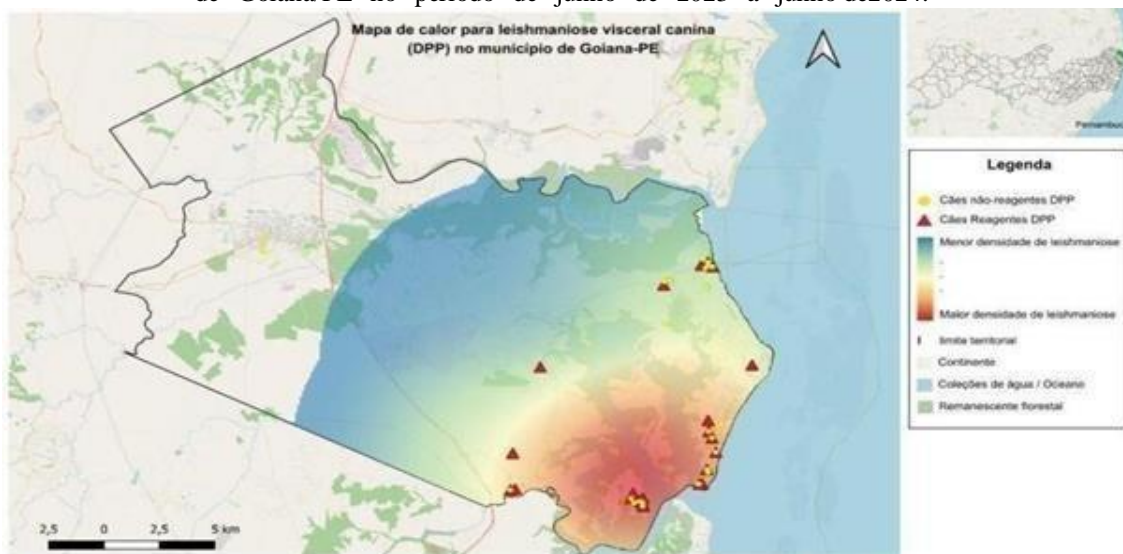 de Goiana/PE no período de junho de 2023 a junho de2024.
Mapa de calor para leishmaniose visceral canina
(DPP) no município de Goiana-PE
Pernambuco
Legenda
Cães não-reagentes DPP
Cães Reagentes DPP
Menor densidade de leishmaniose
Maior densidade de leishmaniose
limite territorial
Continente
Coleções de água / Oceano
Remanescente florestal
2,5 0 2,5 5 km